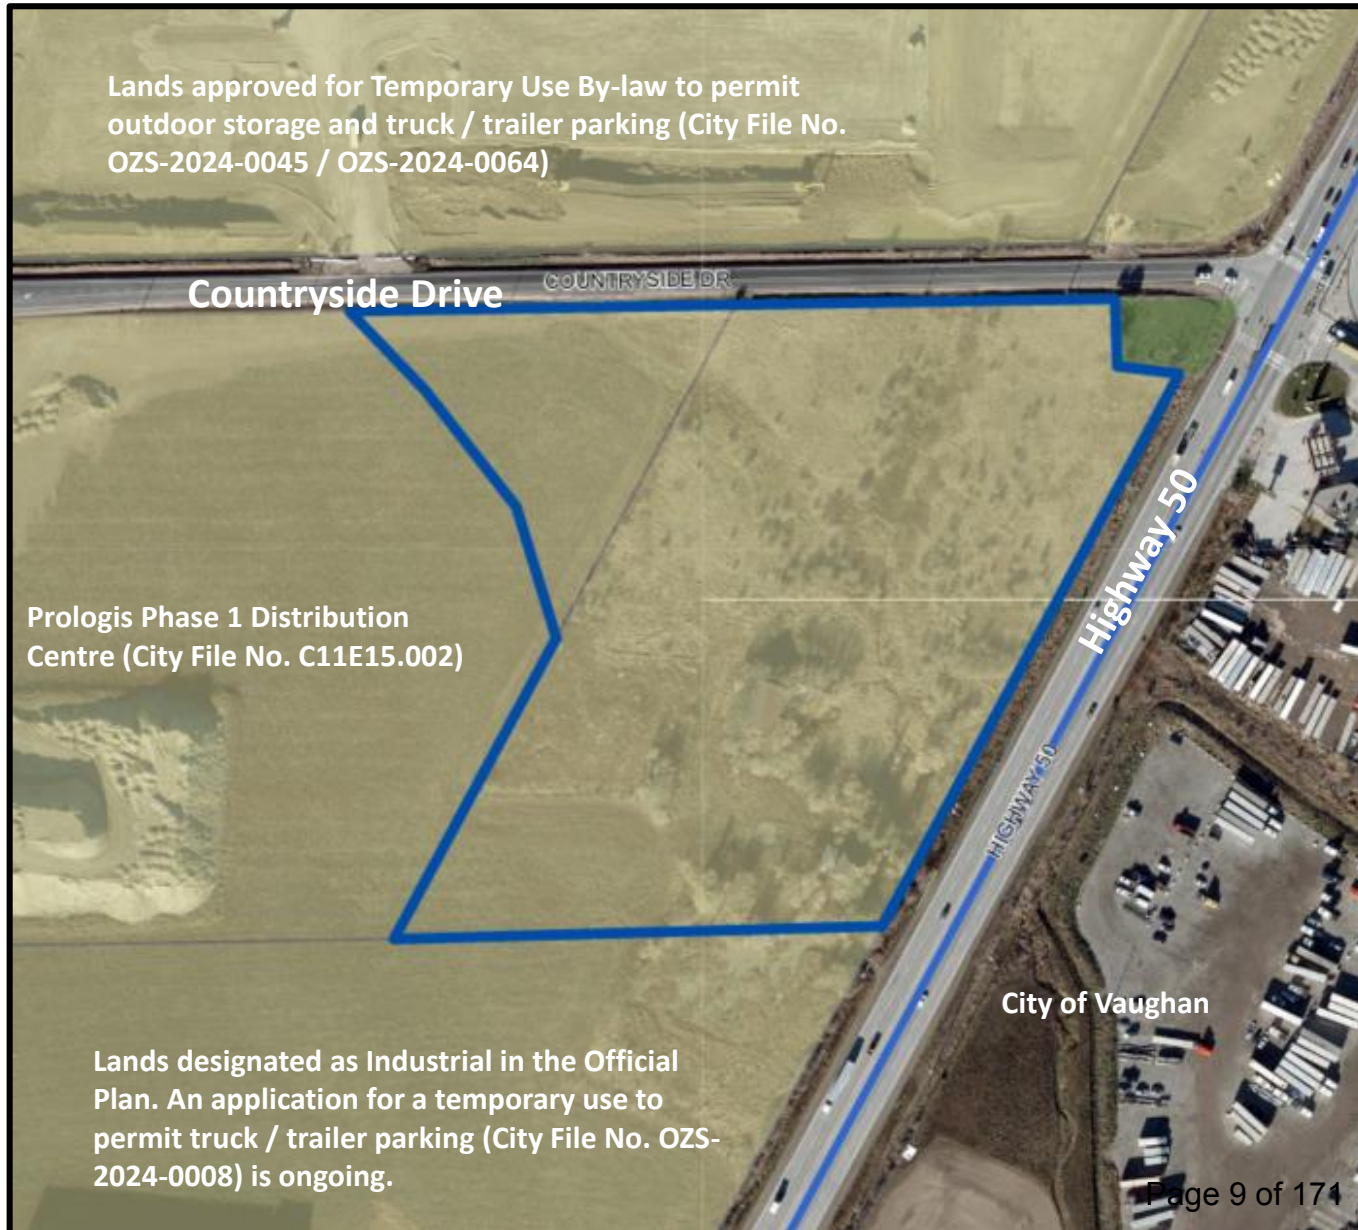 Lands approved for Temporary Use By-law to permit
outdoor storage and truck / trailer parking (City File No.
OZS-2024-0045 / OZS-2024-0064)
COUNTRYSIDE DR
Countryside Drive
Highway 50
Prologis Phase 1 Distribution
Centre (City File No. C11E15.002)
HIGHWAY 50
City of Vaughan
Lands designated as Industrial in the Official
Plan. An application for a temporary use to
permit truck / trailer parking (City File No. OZS-
2024-0008) is ongoing.
Page 9 of 171